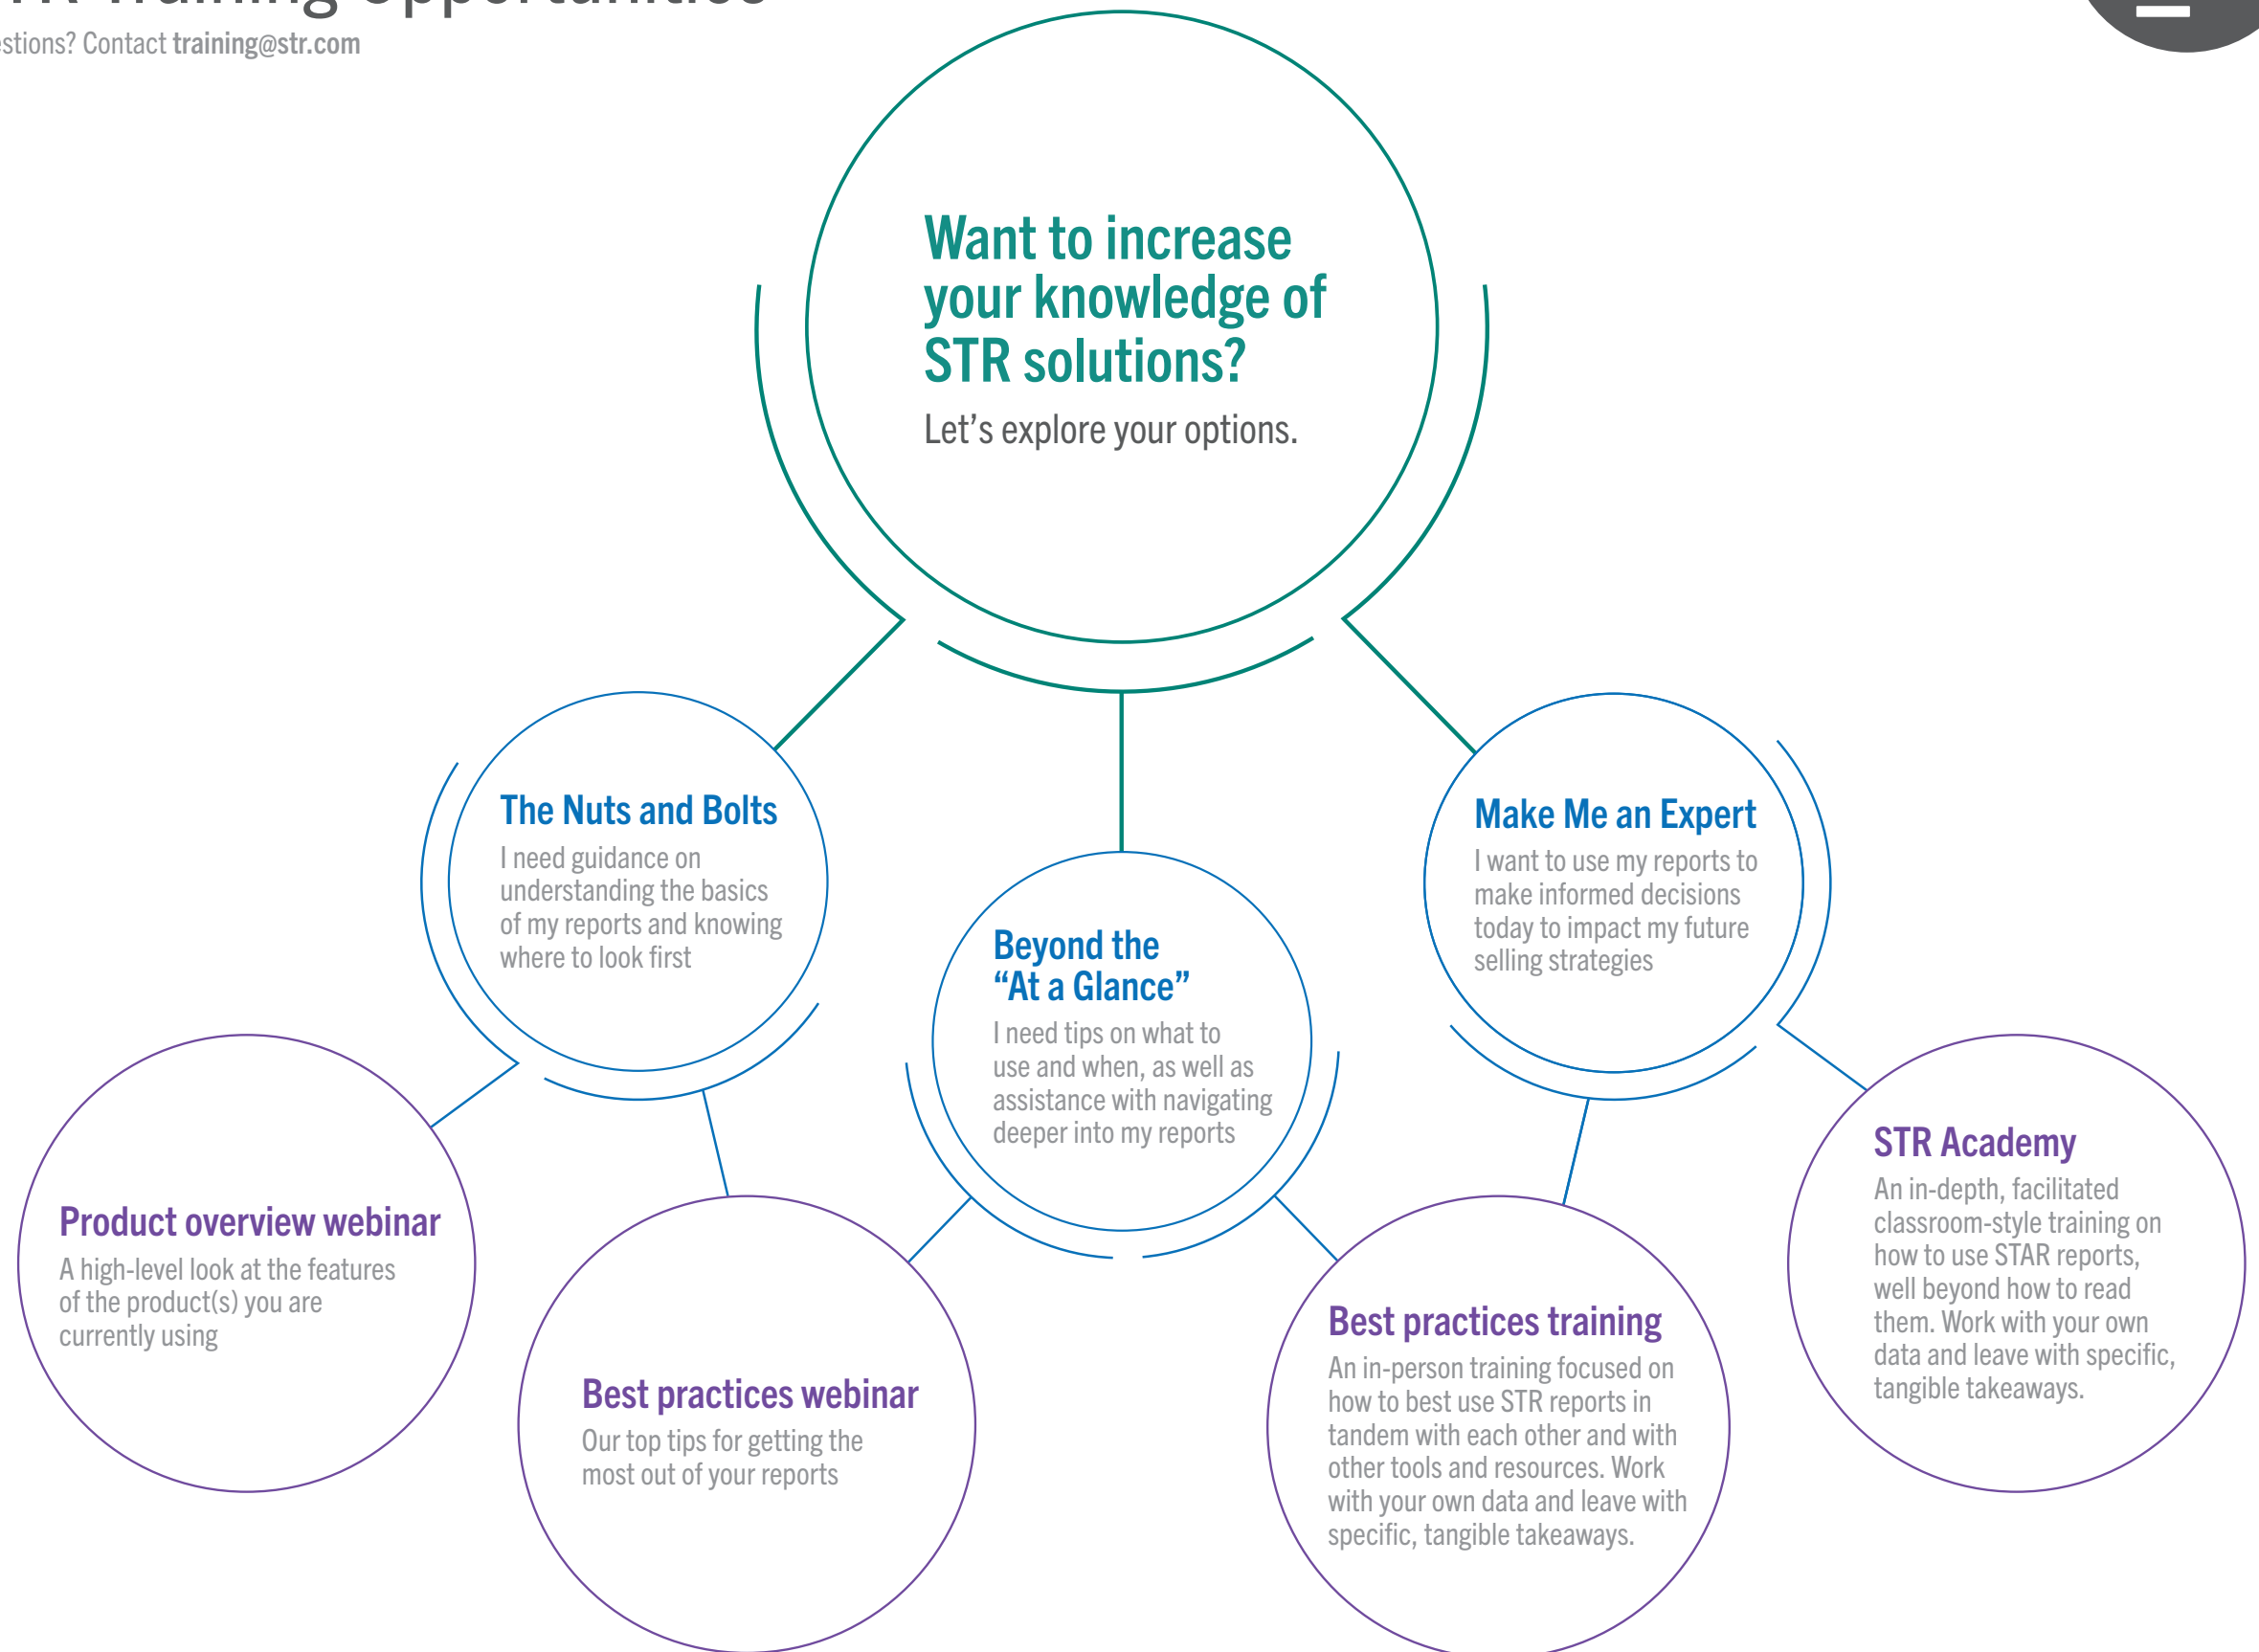 Training Opportunities
Contact training@str.com
Want to increase
your knowledge of
STR solutions?
Let's explore your options.
The Nuts and Bolts
I need guidance on
understanding the basics
of my reports and knowing
where to look first
Beyond the
“At a Glance”
I need tips on what to
use and when, as well as
assistance with navigating
deeper into my reports
Make Me an Expert
I want to use my reports to
make informed decisions
today to impact my future
selling strategies
Product overview webinar
A high-level look at the features
of the product(s) you are
currently using
Best practices webinar
Our top tips for getting the
most out of your reports
Best practices training
An in-person training focused on
how to best use STR reports in
tandem with each other and with
other tools and resources. Work
with your own data and leave with
specific, tangible takeaways.
STR Academy
An in-depth, facilitated
classroom-style training on
how to use STAR reports,
well beyond how to read
them. Work with your own
data and leave with specific,
tangible takeaways.